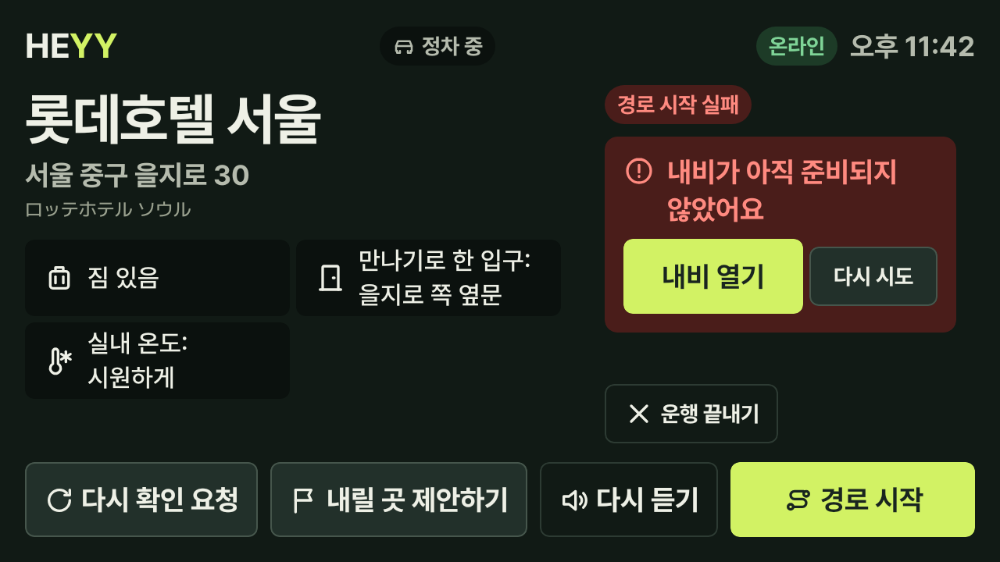 HEYY
정차 중
온라인
오후 11:42
롯데호텔 서울
서울 중구 을지로 30
ロッテホテル ソウル
짐 있음
만나기로 한 입구:
을지로 쪽 옆문
실내 온도:
시원하게
경로 시작 실패
내비가 아직 준비되지
않았어요
내비 열기
다시 시도
운행 끝내기
다시 확인 요청
내릴 곳 제안하기
다시 듣기
경로 시작